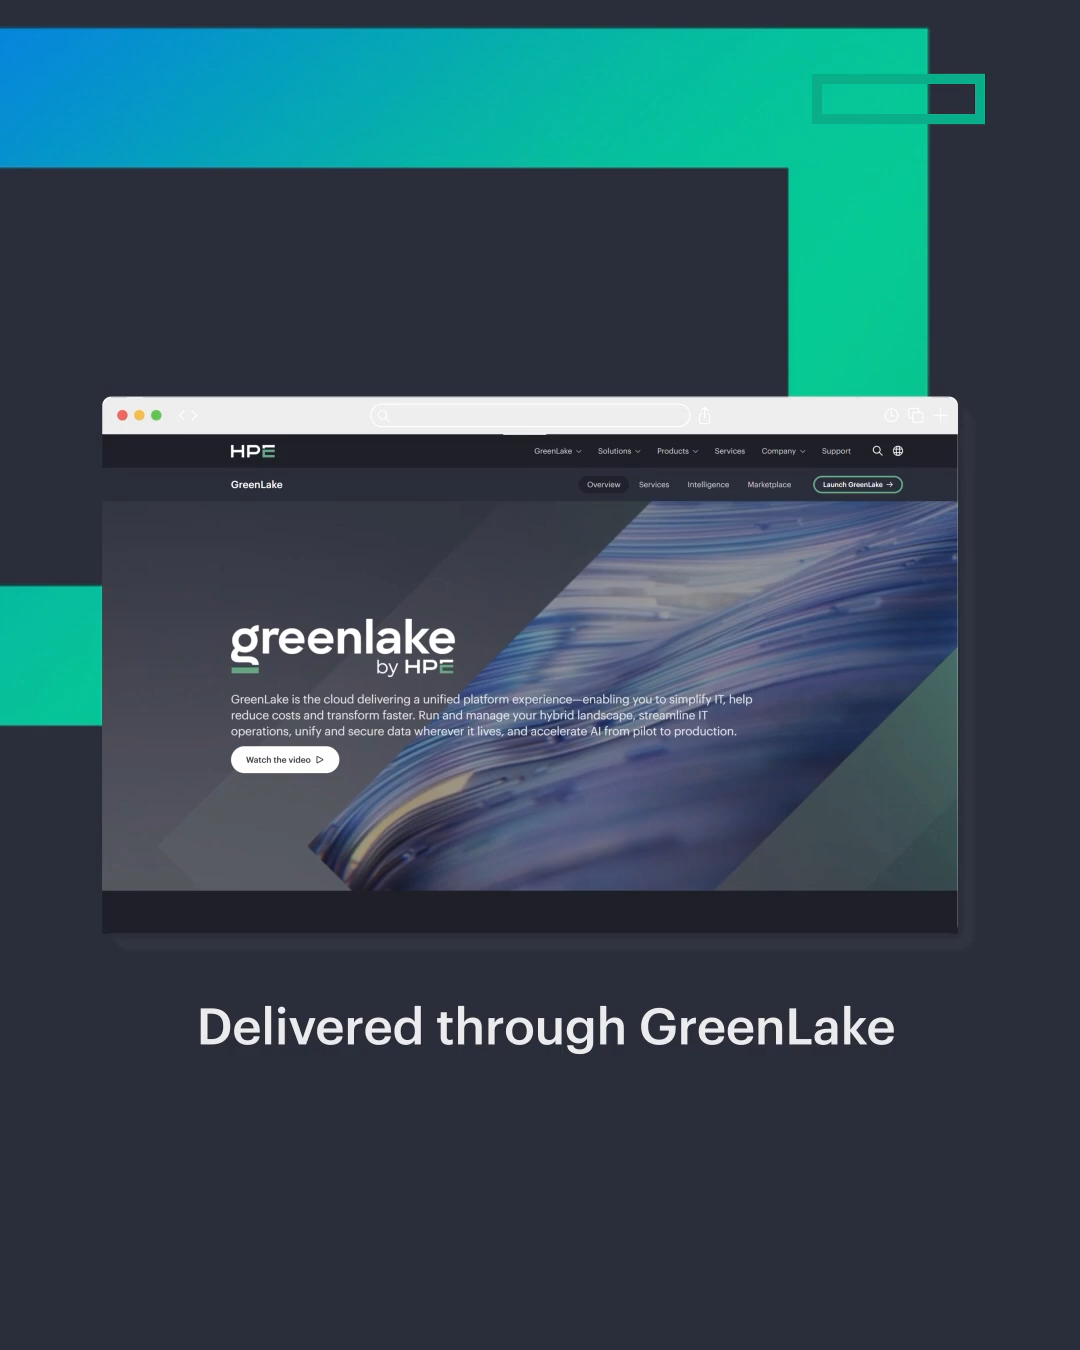 HPE
GreenLake Solutions Products Services Company Support
GreenLake
Overview Services Intelligence Marketplace Launch GreenLake
greenlake
by HPE
GreenLake is the cloud delivering a unified platform experience—enabling you to simplify IT, help
reduce costs and transform faster. Run and manage your hybrid landscape, streamline IT
operations, unify and secure data wherever it lives, and accelerate AI from pilot to production.
Watch the video
Delivered through GreenLake